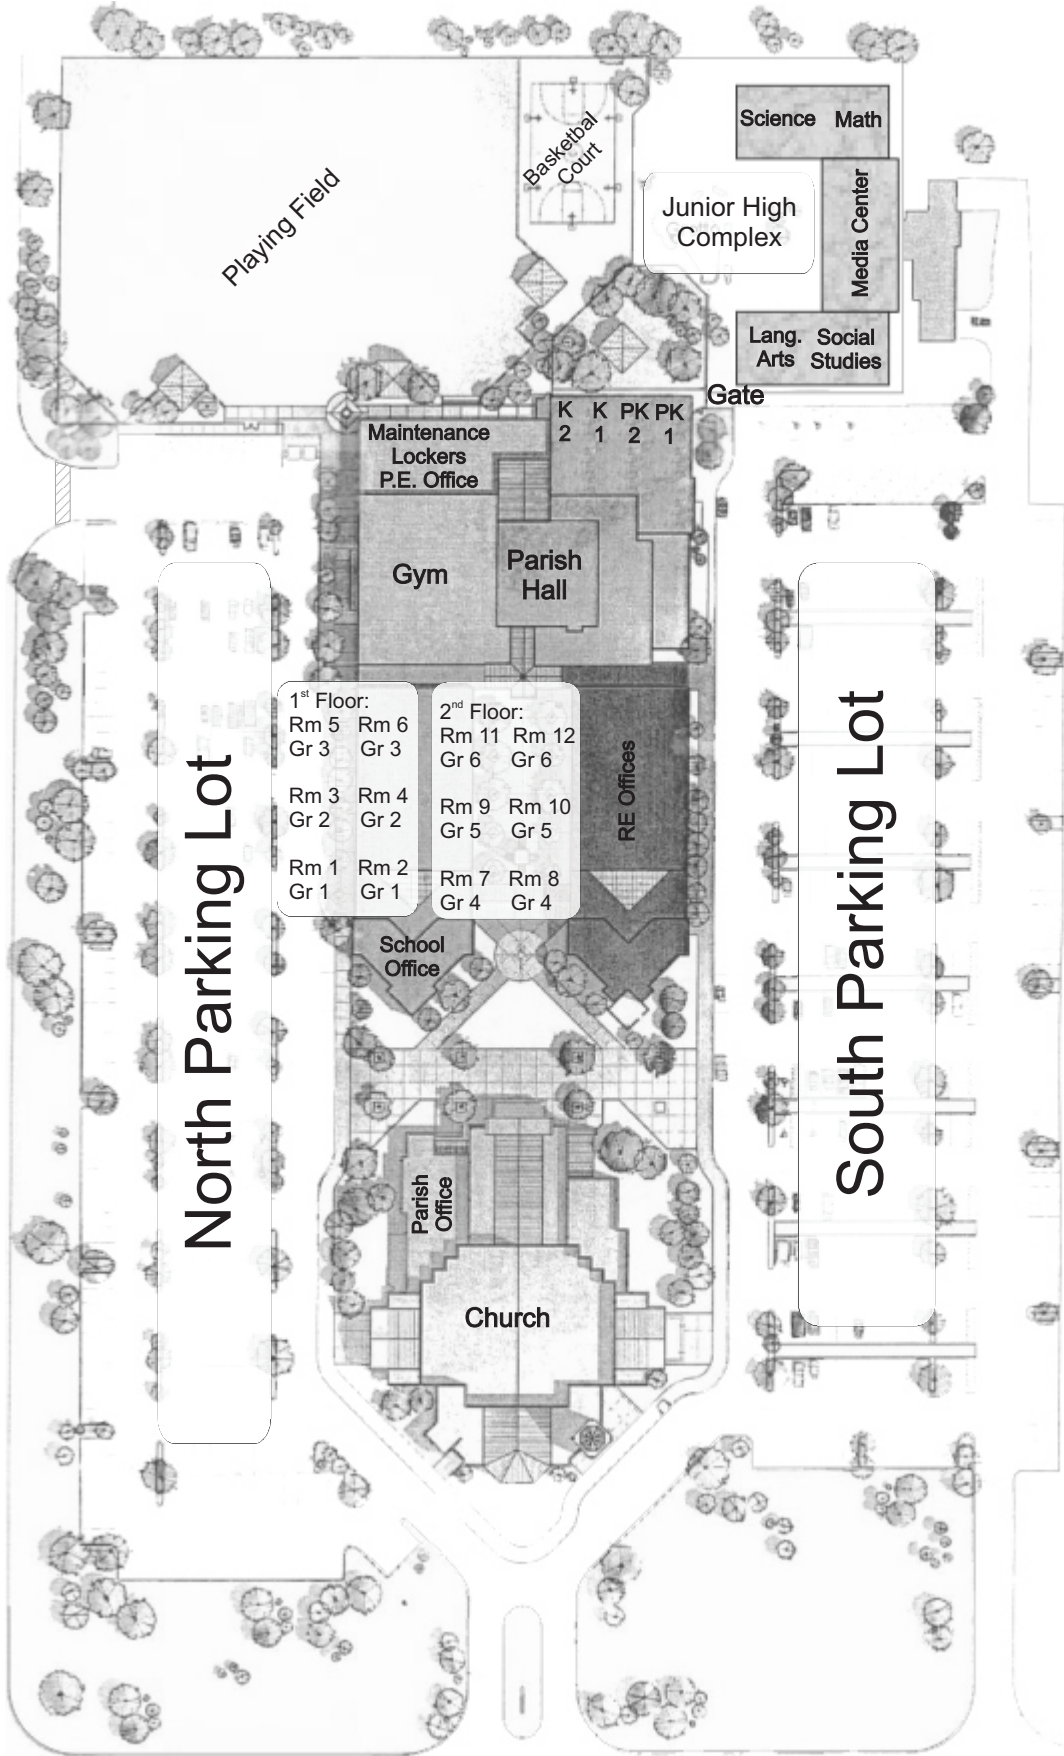 Science Math
Basketbal
Court
Playing Field
Junior High
Complex
Media Center
Lang. Social
Arts Studies
Gate
K K PK PK
2 1 2 1
Maintenance
Lockers
P.E. Office
Gym
Parish
Hall
1st Floor:
Rm 5 Rm 6
Gr 3 Gr 3
Rm 3 Rm 4
Gr 2 Gr 2
Rm 1 Rm 2
Gr 1 Gr 1
2nd Floor:
Rm 11 Rm 12
Gr 6 Gr 6
Rm 9 Rm 10
Gr 5 Gr 5
Rm 7 Rm 8
Gr 4 Gr 4
RE Offices
North Parking Lot
South Parking Lot
School
Office
Parish
Office
Church